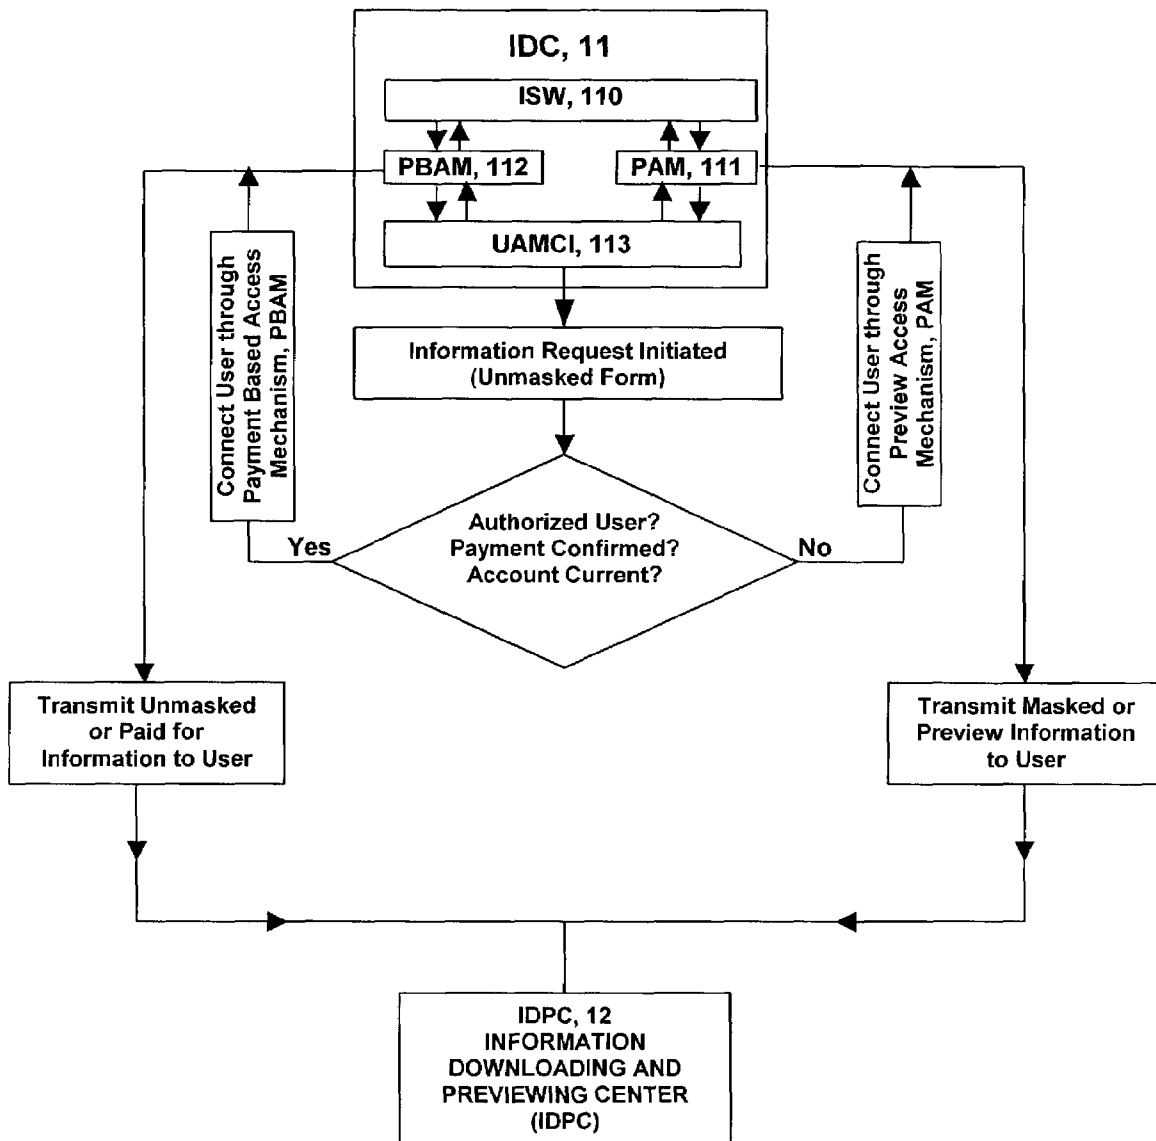 IDC, 11
ISW, 110
PBAM, 112
PAM, 111
UAMCI, 113
Connect User through
Payment Based Access
Mechanism, PBAM
Connect User through
Preview Access
Mechanism, PAM
Information Request Initiated
(Unmasked Form)
Authorized User?
Payment Confirmed?
Account Current?
Yes
No
Transmit Unmasked
or Paid for
Information to User
Transmit Masked or
Preview Information
to User
IDPC, 12
INFORMATION
DOWNLOADING AND
PREVIEWING CENTER
(IDPC)